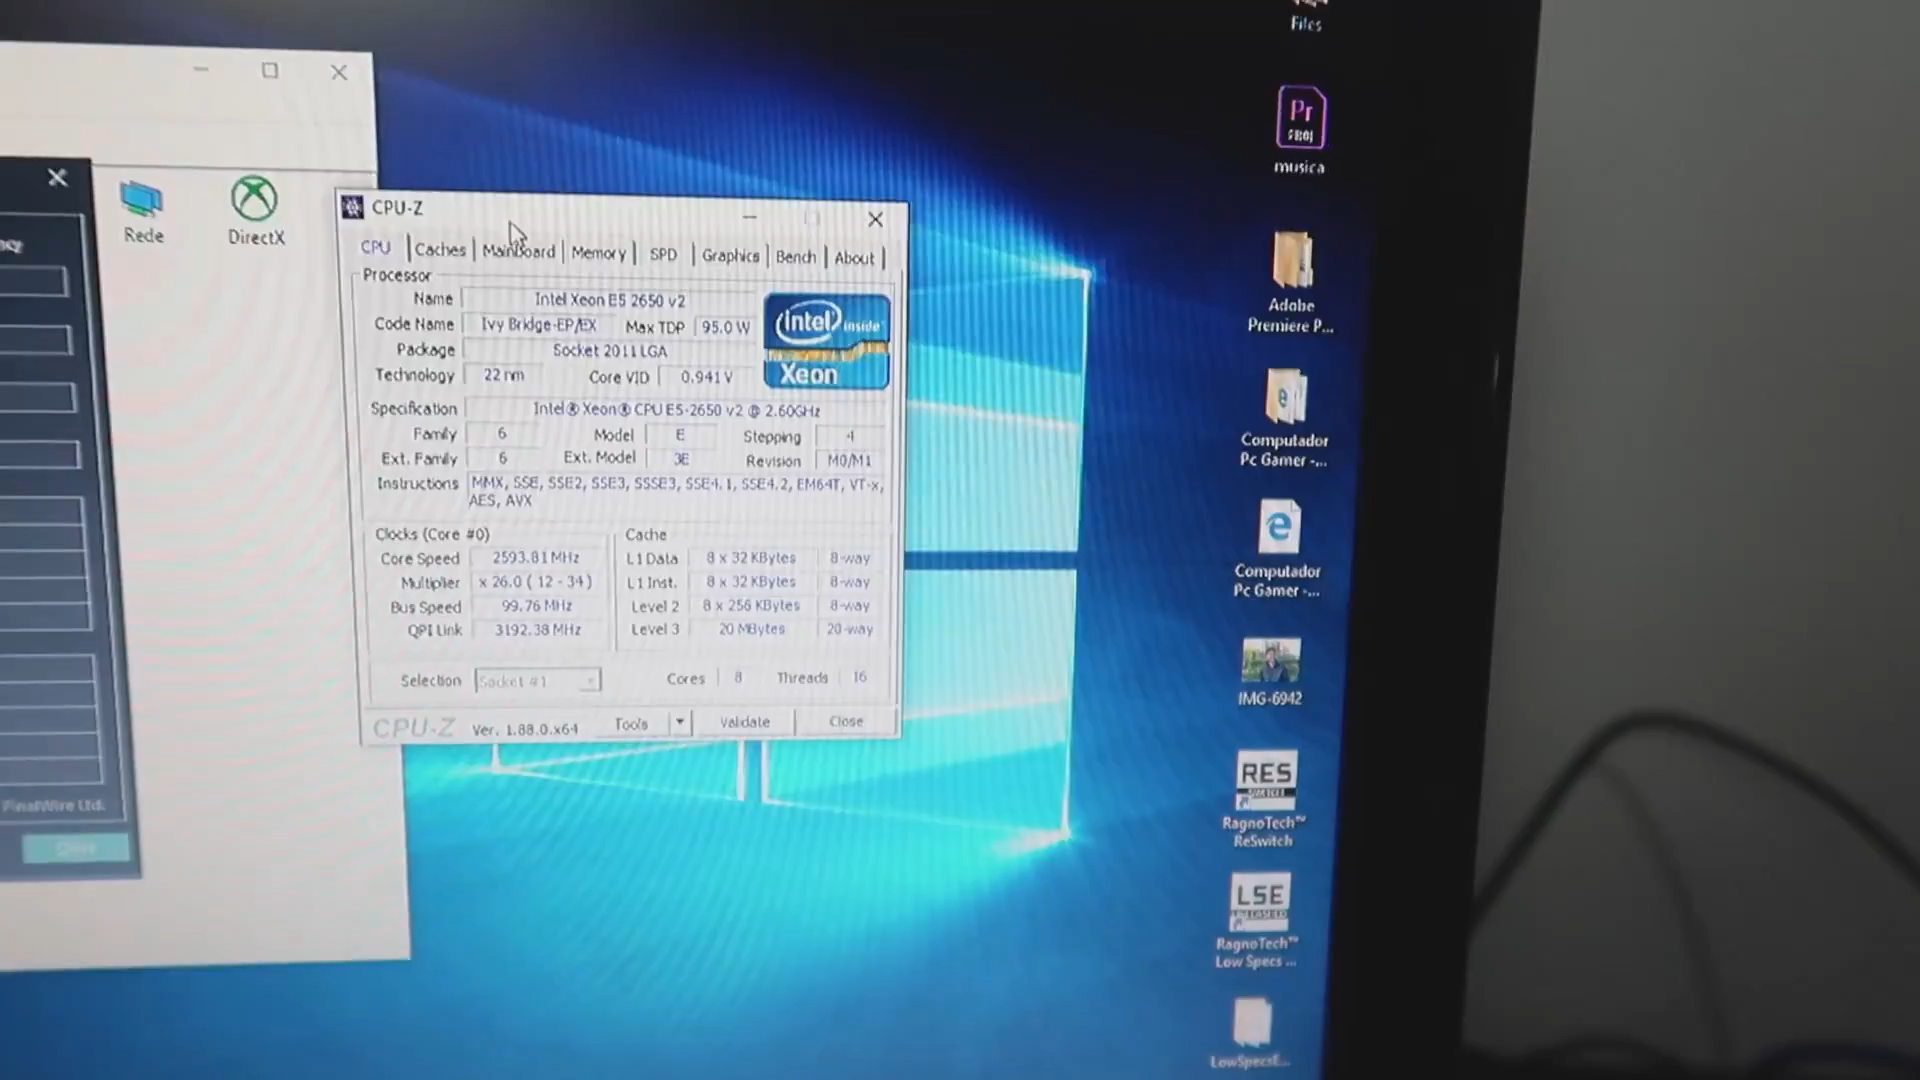 Files
Pr
musica
Adobe
Premiere P...
Computador
Pc Gamer -...
Computador
Pc Gamer -...
IMG-6942
RES
RagnoTech™
ReSwitch
LSE
RagnoTech™
Low Specs ...
LowSpecsE...
Rede
DirectX
FinalWire Ltd.
CPU-Z
CPU Caches Mainboard Memory SPD Graphics Bench About
Processor
Name Intel Xeon E5 2650 v2
Code Name Ivy Bridge-EP/EX Max TDP 95.0 W
Package Socket 2011 LGA
Technology 22 nm Core VID 0.941 V
intel inside
Xeon
Specification Intel® Xeon® CPU E5-2650 v2 @ 2.60GHz
Family 6 Model E Stepping 4
Ext. Family 6 Ext. Model 3E Revision M0/M1
Instructions MMX, SSE, SSE2, SSE3, SSSE3, SSE4.1, SSE4.2, EM64T, VT-x,
AES, AVX
Clocks (Core #0)
Core Speed 2593.81 MHz
Multiplier x 26.0 ( 12 - 34 )
Bus Speed 99.76 MHz
QPI Link 3192.38 MHz
Cache
L1 Data 8 x 32 KBytes 8-way
L1 Inst. 8 x 32 KBytes 8-way
Level 2 8 x 256 KBytes 8-way
Level 3 20 MBytes 20-way
Selection Socket #1 Cores 8 Threads 16
CPU-Z Ver. 1.88.0.x64 Tools Validate Close